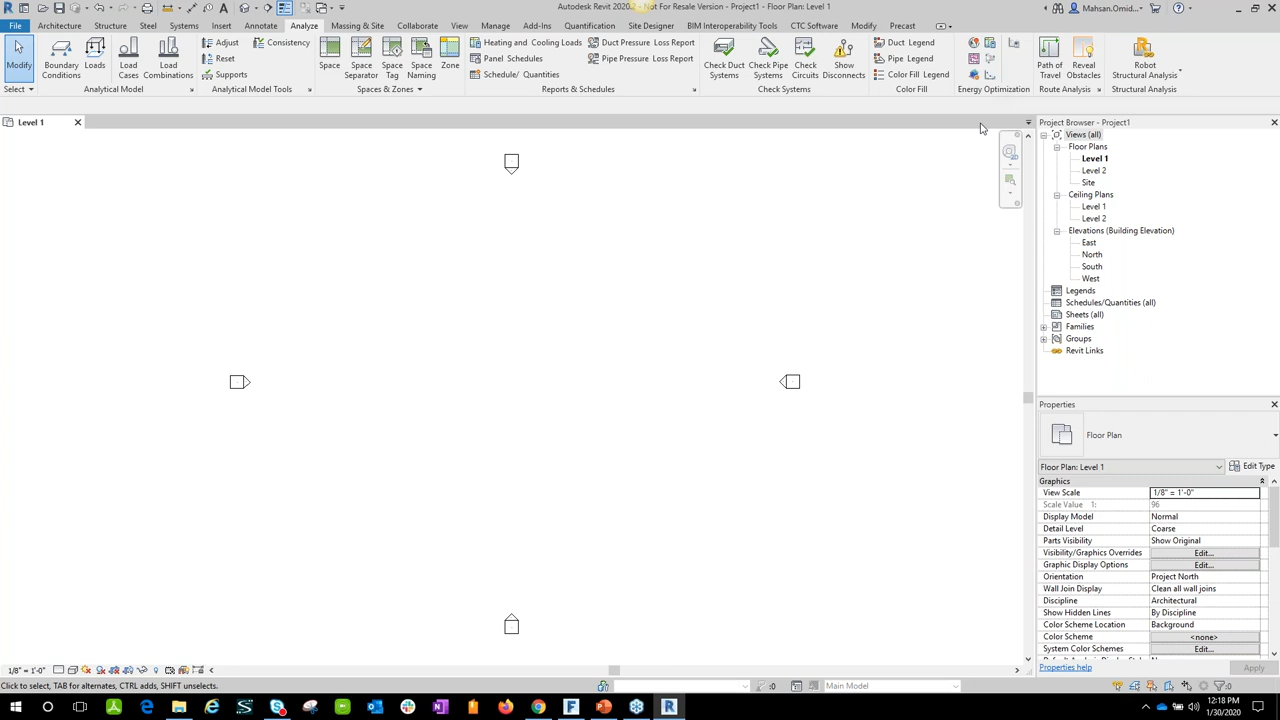 Autodesk Revit 2020.2 - Not For Resale Version - Project1 - Floor Plan: Level 1
Mahsan.Omid...
File Architecture Structure Steel Systems Insert Annotate Analyze Massing & Site Collaborate View Manage Add-Ins Quantification Site Designer BIM Interoperability Tools CTC Software Modify Precast
Modify
Boundary Conditions
Loads
Load Cases
Load Combinations
Adjust
Reset
Supports
Consistency
Space
Space Separator
Space Tag
Space Naming
Zone
Heating and Cooling Loads
Panel Schedules
Schedule/ Quantities
Duct Pressure Loss Report
Pipe Pressure Loss Report
Check Duct Systems
Check Pipe Systems
Check Circuits
Show Disconnects
Duct Legend
Pipe Legend
Color Fill Legend
Path of Travel
Reveal Obstacles
Robot Structural Analysis
Select Analytical Model Analytical Model Tools Spaces & Zones Reports & Schedules Check Systems Color Fill Energy Optimization Route Analysis Structural Analysis
Level 1
Project Browser - Project1
Views (all)
Floor Plans
Level 1
Level 2
Site
Ceiling Plans
Level 1
Level 2
Elevations (Building Elevation)
East
North
South
West
Legends
Schedules/Quantities (all)
Sheets (all)
Families
Groups
Revit Links
Properties
Floor Plan
Floor Plan: Level 1 Edit Type
Graphics
View Scale 1/8" = 1'-0"
Scale Value 1: 96
Display Model Normal
Detail Level Coarse
Parts Visibility Show Original
Visibility/Graphics Overrides Edit...
Graphic Display Options Edit...
Orientation Project North
Wall Join Display Clean all wall joins
Discipline Architectural
Show Hidden Lines By Discipline
Color Scheme Location Background
Color Scheme <none>
System Color Schemes Edit...
Properties help Apply
1/8" = 1'-0"
Click to select, TAB for alternates, CTRL adds, SHIFT unselects.
:0
Main Model
:0
12:18 PM
1/30/2020